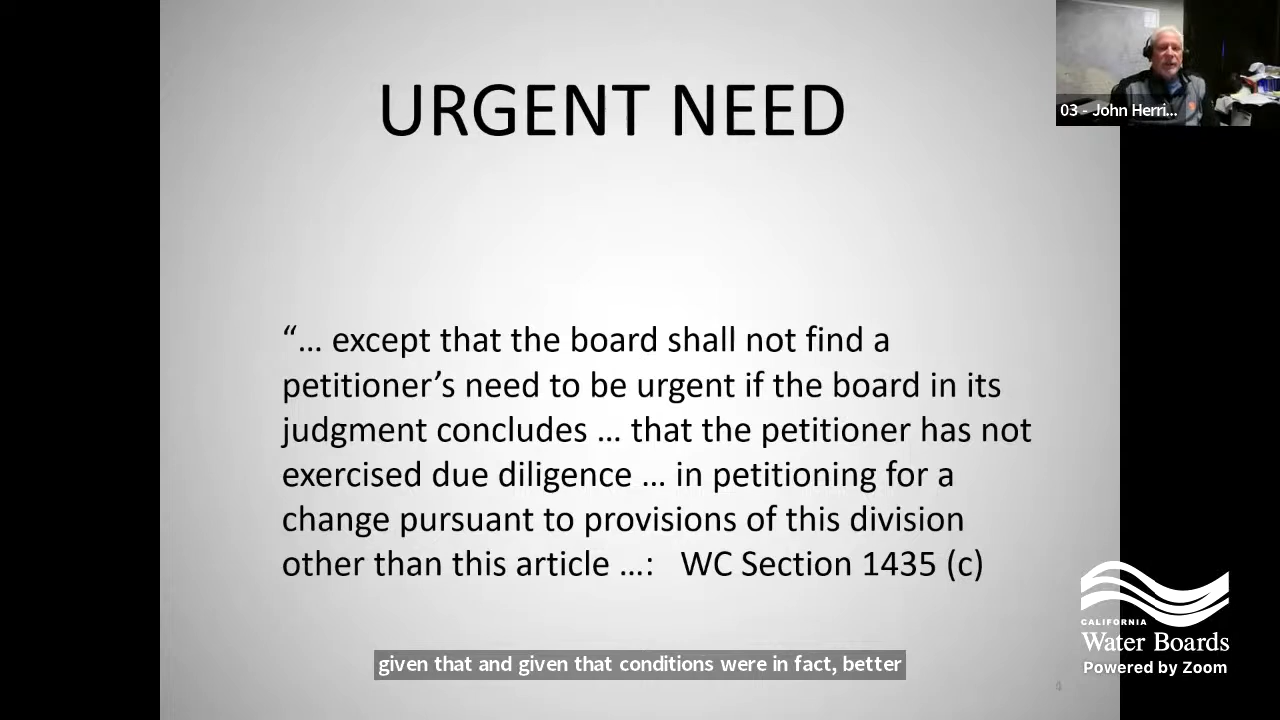 03 - John Herri...
URGENT NEED
“… except that the board shall not find a
petitioner’s need to be urgent if the board in its
judgment concludes … that the petitioner has not
exercised due diligence … in petitioning for a
change pursuant to provisions of this division
other than this article …:   WC Section 1435 (c)
given that and given that conditions were in fact, better
CALIFORNIA
Water Boards
Powered by Zoom
4